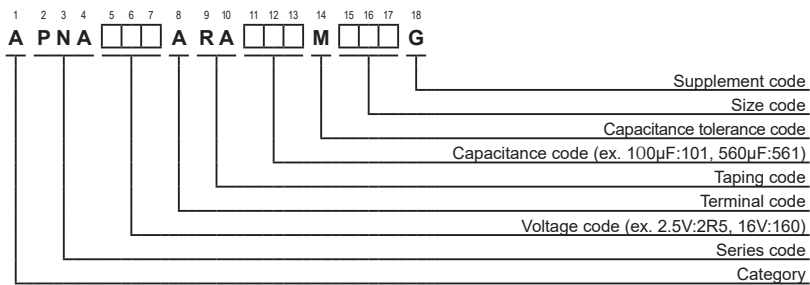 1 2 3 4 5 6 7 8 9 10 11 12 13 14 15 16 17 18
A PNA A RA M G
Supplement code
Size code
Capacitance tolerance code
Capacitance code (ex. 100μF:101, 560μF:561)
Taping code
Terminal code
Voltage code (ex. 2.5V:2R5, 16V:160)
Series code
Category